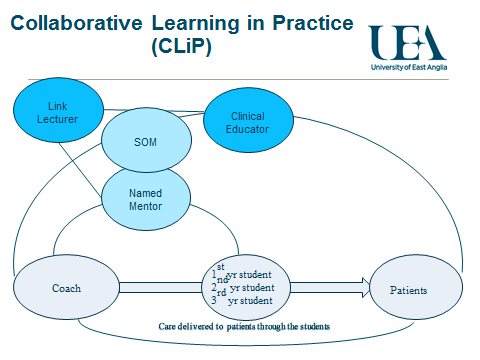 Collaborative Learning in Practice
(CLiP)
UEA
University of East Anglia
Link
Lecturer
Clinical
Educator
SOM
Named
Mentor
Coach
1st yr student
2nd yr student
3rd yr student
Patients
Care delivered to patients through the students